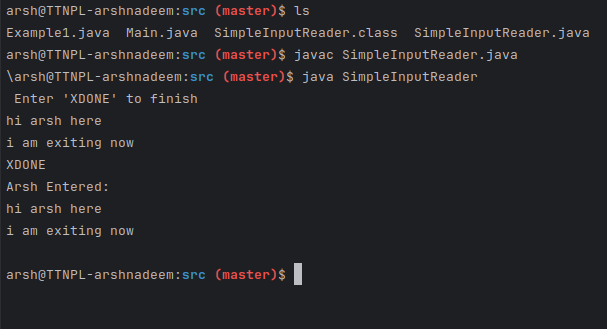 arsh@TTNPL-arshnadeem:src (master)$ ls
Example1.java  Main.java  SimpleInputReader.class  SimpleInputReader.java
arsh@TTNPL-arshnadeem:src (master)$ javac SimpleInputReader.java
\arsh@TTNPL-arshnadeem:src (master)$ java SimpleInputReader
 Enter 'XDONE' to finish
hi arsh here
i am exiting now
XDONE
Arsh Entered:
hi arsh here
i am exiting now
arsh@TTNPL-arshnadeem:src (master)$